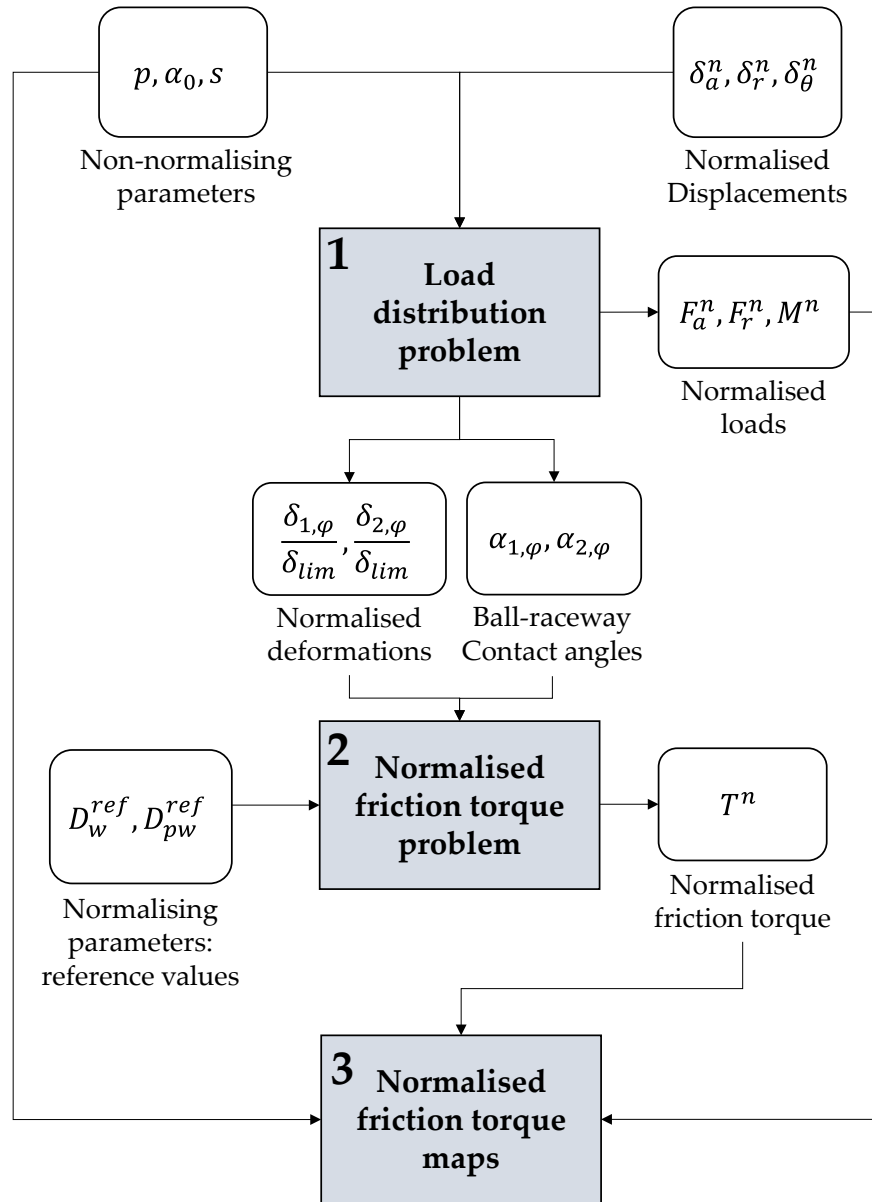 p, α₀, s
Non-normalising
parameters
δₐⁿ, δᵣⁿ, δ_θⁿ
Normalised
Displacements
1
Load
distribution
problem
Fₐⁿ, Fᵣⁿ, Mⁿ
Normalised
loads
δ₁,φ/δₗᵢₘ, δ₂,φ/δₗᵢₘ
Normalised
deformations
α₁,φ, α₂,φ
Ball-raceway
Contact angles
D_w^ref, D_pw^ref
Normalising
parameters:
reference values
2
Normalised
friction torque
problem
Tⁿ
Normalised
friction torque
3
Normalised
friction torque
maps